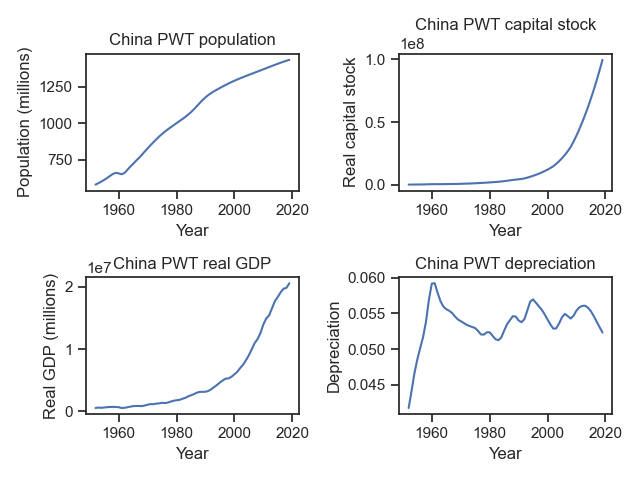 China PWT population
Population (millions)
1250
1000
750
1960 1980 2000 2020
Year
China PWT capital stock
1e8
Real capital stock
1.0
0.5
0.0
1960 1980 2000 2020
Year
China PWT real GDP
1e7
Real GDP (millions)
2
1
0
1960 1980 2000 2020
Year
China PWT depreciation
Depreciation
0.060
0.055
0.050
0.045
1960 1980 2000 2020
Year